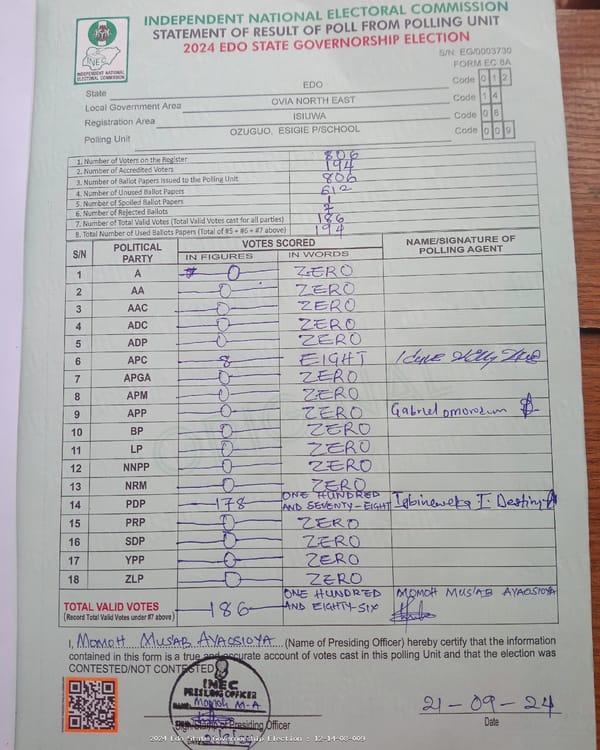 INDEPENDENT NATIONAL ELECTORAL COMMISSION
STATEMENT OF RESULT OF POLL FROM POLLING UNIT
2024 EDO STATE GOVERNORSHIP ELECTION
INEC
INDEPENDENT NATIONAL ELECTORAL COMMISSION
S/N: EG/0003730
FORM EC 8A
State EDO Code 0 1 2
Local Government Area OVIA NORTH EAST Code 1 4
Registration Area ISIUWA Code 0 8
Polling Unit OZUGUO, ESIGIE P/SCHOOL Code 0 0 9
1. Number of Voters on the Register 806
2. Number of Accredited Voters 194
3. Number of Ballot Papers Issued to the Polling Unit 806
4. Number of Unused Ballot Papers 612
5. Number of Spoiled Ballot Papers 1
6. Number of Rejected Ballots 7
7. Number of Total Valid Votes (Total Valid Votes cast for all parties) 186
8. Total Number of Used Ballots Papers (Total of #5 + #6 + #7 above) 194
S/N POLITICAL PARTY VOTES SCORED NAME/SIGNATURE OF POLLING AGENT
IN FIGURES IN WORDS
1 A 0 ZERO
2 AA 0 ZERO
3 AAC 0 ZERO
4 ADC 0 ZERO
5 ADP 0 ZERO
6 APC 8 EIGHT
7 APGA 0 ZERO
8 APM 0 ZERO
9 APP 0 ZERO Gabriel omorodion
10 BP 0 ZERO
11 LP 0 ZERO
12 NNPP 0 ZERO
13 NRM 0 ZERO
14 PDP 178 ONE HUNDRED AND SEVENTY-EIGHT Igbineweka I. Destiny
15 PRP 0 ZERO
16 SDP 0 ZERO
17 YPP 0 ZERO
18 ZLP 0 ZERO
TOTAL VALID VOTES 186 ONE HUNDRED AND EIGHTY-SIX MOMOH MUS'AB AYAOSIOYA
(Record Total Valid Votes under #7 above)
I, MOMOH MUS'AB AYAOSIOYA (Name of Presiding Officer) hereby certify that the information
contained in this form is a true and accurate account of votes cast in this polling Unit and that the election was
CONTESTED/NOT CONTESTED
INEC
PRESIDING OFFICER
NAME: Momoh M-A
Presiding Officer
21-09-24
Date
2024 Edo State Governorship Election : 12-14-08-009